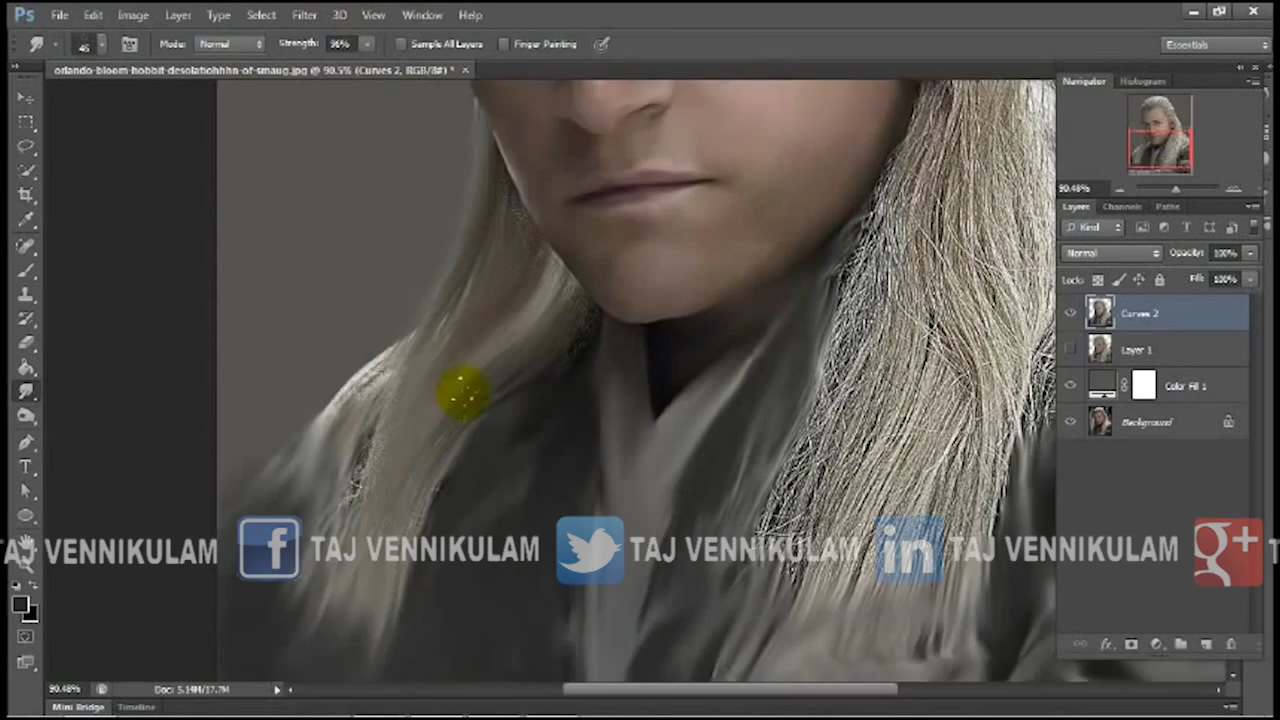 Ps File Edit Image Layer Type Select Filter 3D View Window Help
45 Mode: Normal Strength: 96% Sample All Layers Finger Painting Essentials
orlando-bloom-hobbit-desolatiohhhn-of-smaug.jpg @ 90.5% (Curves 2, RGB/8#) *
Navigator Histogram
90.48%
Layers Channels Paths
Kind
Normal Opacity: 100%
Lock: Fill: 100%
Curves 2
Layer 1
Color Fill 1
Background
TAJ VENNIKULAM TAJ VENNIKULAM TAJ VENNIKULAM TAJ VENNIKULAM
90.48% Doc: 5.14M/17.7M
Mini Bridge Timeline